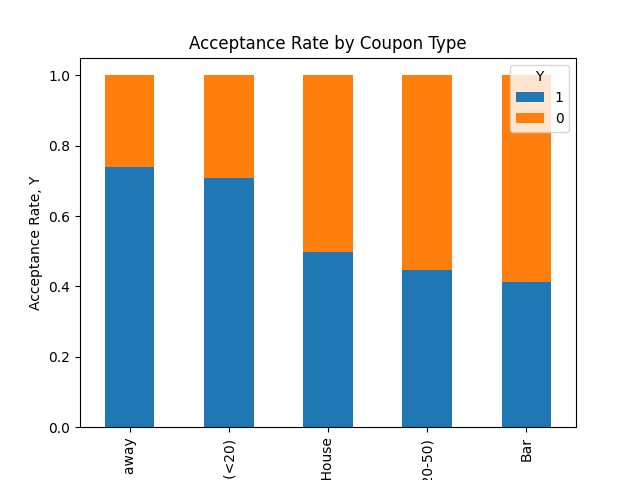 Acceptance Rate by Coupon Type
Y
1
0
1.0
0.8
0.6
0.4
0.2
0.0
Acceptance Rate, Y
away
(<20)
House
20-50)
Bar